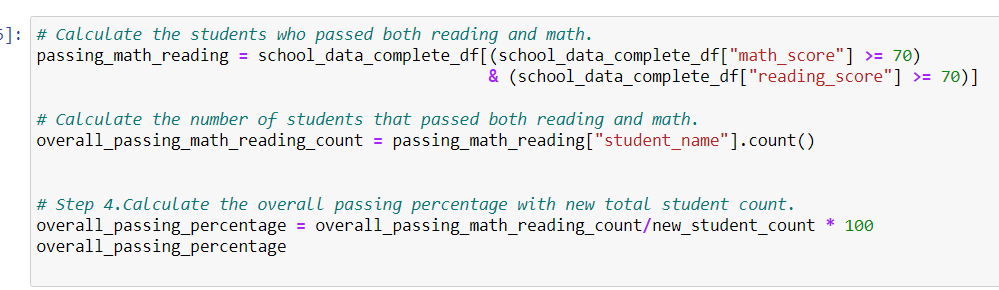 5]:
# Calculate the students who passed both reading and math.
passing_math_reading = school_data_complete_df[(school_data_complete_df["math_score"] >= 70)
& (school_data_complete_df["reading_score"] >= 70)]
# Calculate the number of students that passed both reading and math.
overall_passing_math_reading_count = passing_math_reading["student_name"].count()
# Step 4.Calculate the overall passing percentage with new total student count.
overall_passing_percentage = overall_passing_math_reading_count/new_student_count * 100
overall_passing_percentage